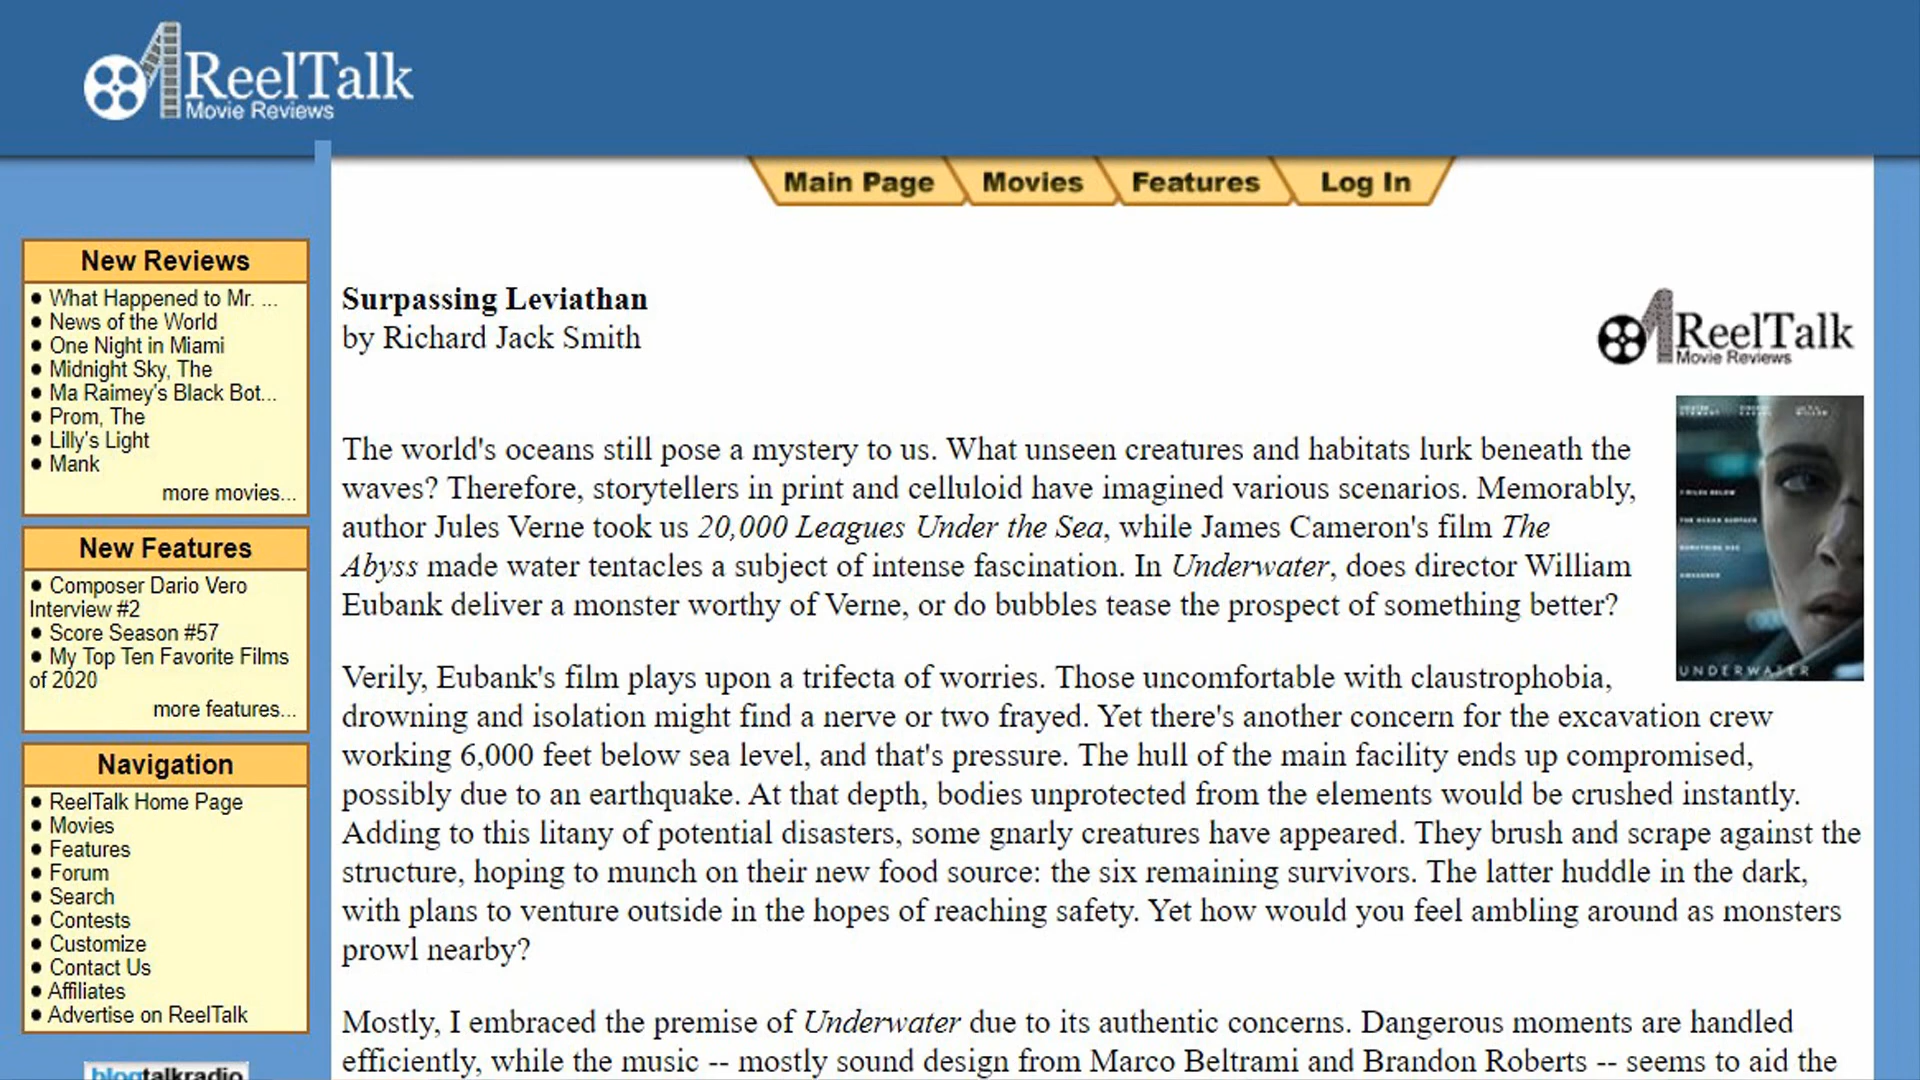 ReelTalk
Movie Reviews
Main Page
Movies
Features
Log In
New Reviews
● What Happened to Mr. ...
● News of the World
● One Night in Miami
● Midnight Sky, The
● Ma Raimey's Black Bot...
● Prom, The
● Lilly's Light
● Mank
more movies...
New Features
● Composer Dario Vero
Interview #2
● Score Season #57
● My Top Ten Favorite Films
of 2020
more features...
Navigation
● ReelTalk Home Page
● Movies
● Features
● Forum
● Search
● Contests
● Customize
● Contact Us
● Affiliates
● Advertise on ReelTalk
blogtalkradio
Surpassing Leviathan
by Richard Jack Smith
ReelTalk
Movie Reviews
The world's oceans still pose a mystery to us. What unseen creatures and habitats lurk beneath the
waves? Therefore, storytellers in print and celluloid have imagined various scenarios. Memorably,
author Jules Verne took us 20,000 Leagues Under the Sea, while James Cameron's film The
Abyss made water tentacles a subject of intense fascination. In Underwater, does director William
Eubank deliver a monster worthy of Verne, or do bubbles tease the prospect of something better?
UNDERWATER
Verily, Eubank's film plays upon a trifecta of worries. Those uncomfortable with claustrophobia,
drowning and isolation might find a nerve or two frayed. Yet there's another concern for the excavation crew
working 6,000 feet below sea level, and that's pressure. The hull of the main facility ends up compromised,
possibly due to an earthquake. At that depth, bodies unprotected from the elements would be crushed instantly.
Adding to this litany of potential disasters, some gnarly creatures have appeared. They brush and scrape against the
structure, hoping to munch on their new food source: the six remaining survivors. The latter huddle in the dark,
with plans to venture outside in the hopes of reaching safety. Yet how would you feel ambling around as monsters
prowl nearby?
Mostly, I embraced the premise of Underwater due to its authentic concerns. Dangerous moments are handled
efficiently, while the music -- mostly sound design from Marco Beltrami and Brandon Roberts -- seems to aid the